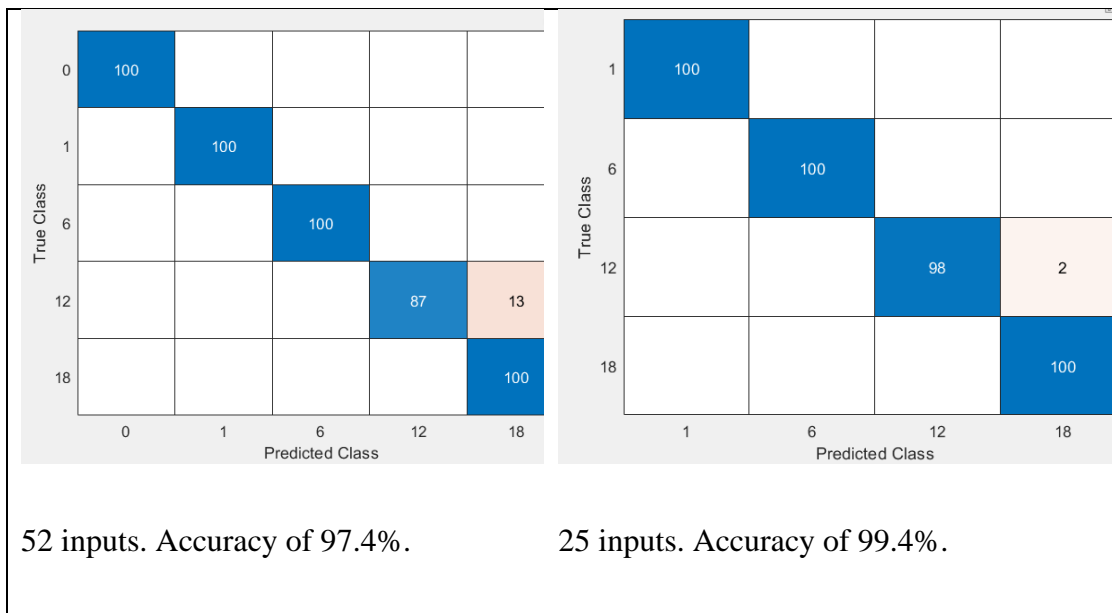 0 100
1 100
6 100
12 87 13
18 100
0 1 6 12 18
True Class
Predicted Class
1 100
6 100
12 98 2
18 100
1 6 12 18
True Class
Predicted Class
52 inputs. Accuracy of 97.4%.
25 inputs. Accuracy of 99.4%.